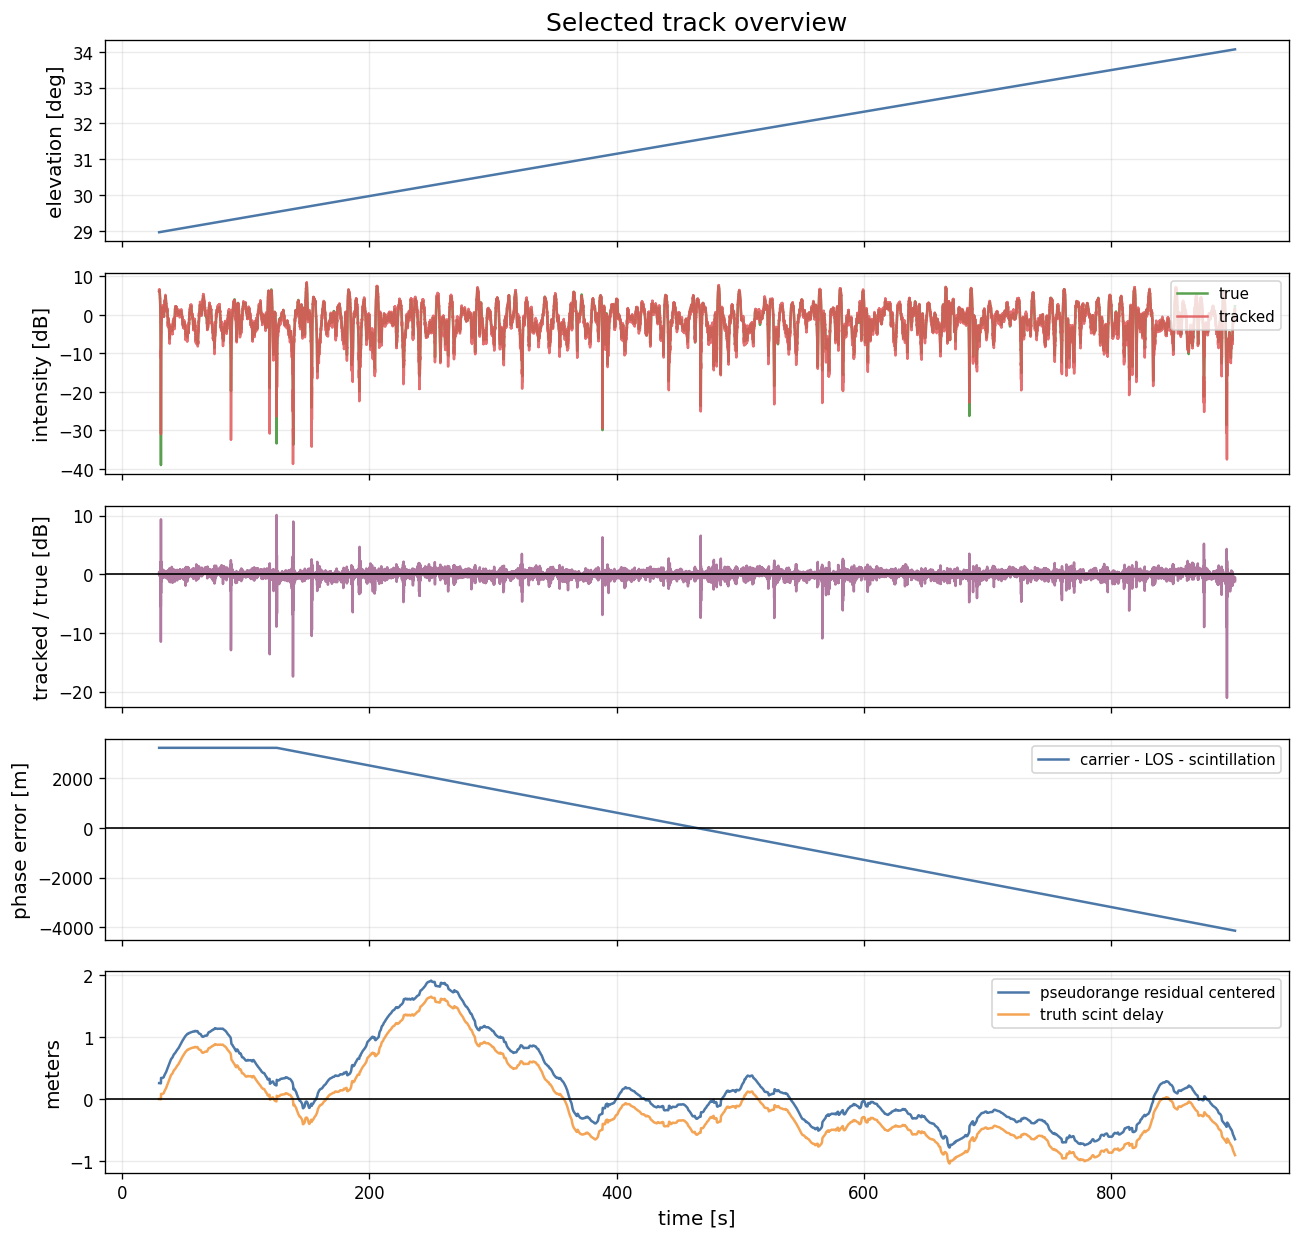 Selected track overview
elevation [deg]
34
33
32
31
30
29
intensity [dB]
10
0
−10
−20
−30
−40
true
tracked
tracked / true [dB]
10
0
−10
−20
phase error [m]
2000
0
−2000
−4000
carrier - LOS - scintillation
meters
2
1
0
−1
pseudorange residual centered
truth scint delay
0
200
400
600
800
time [s]